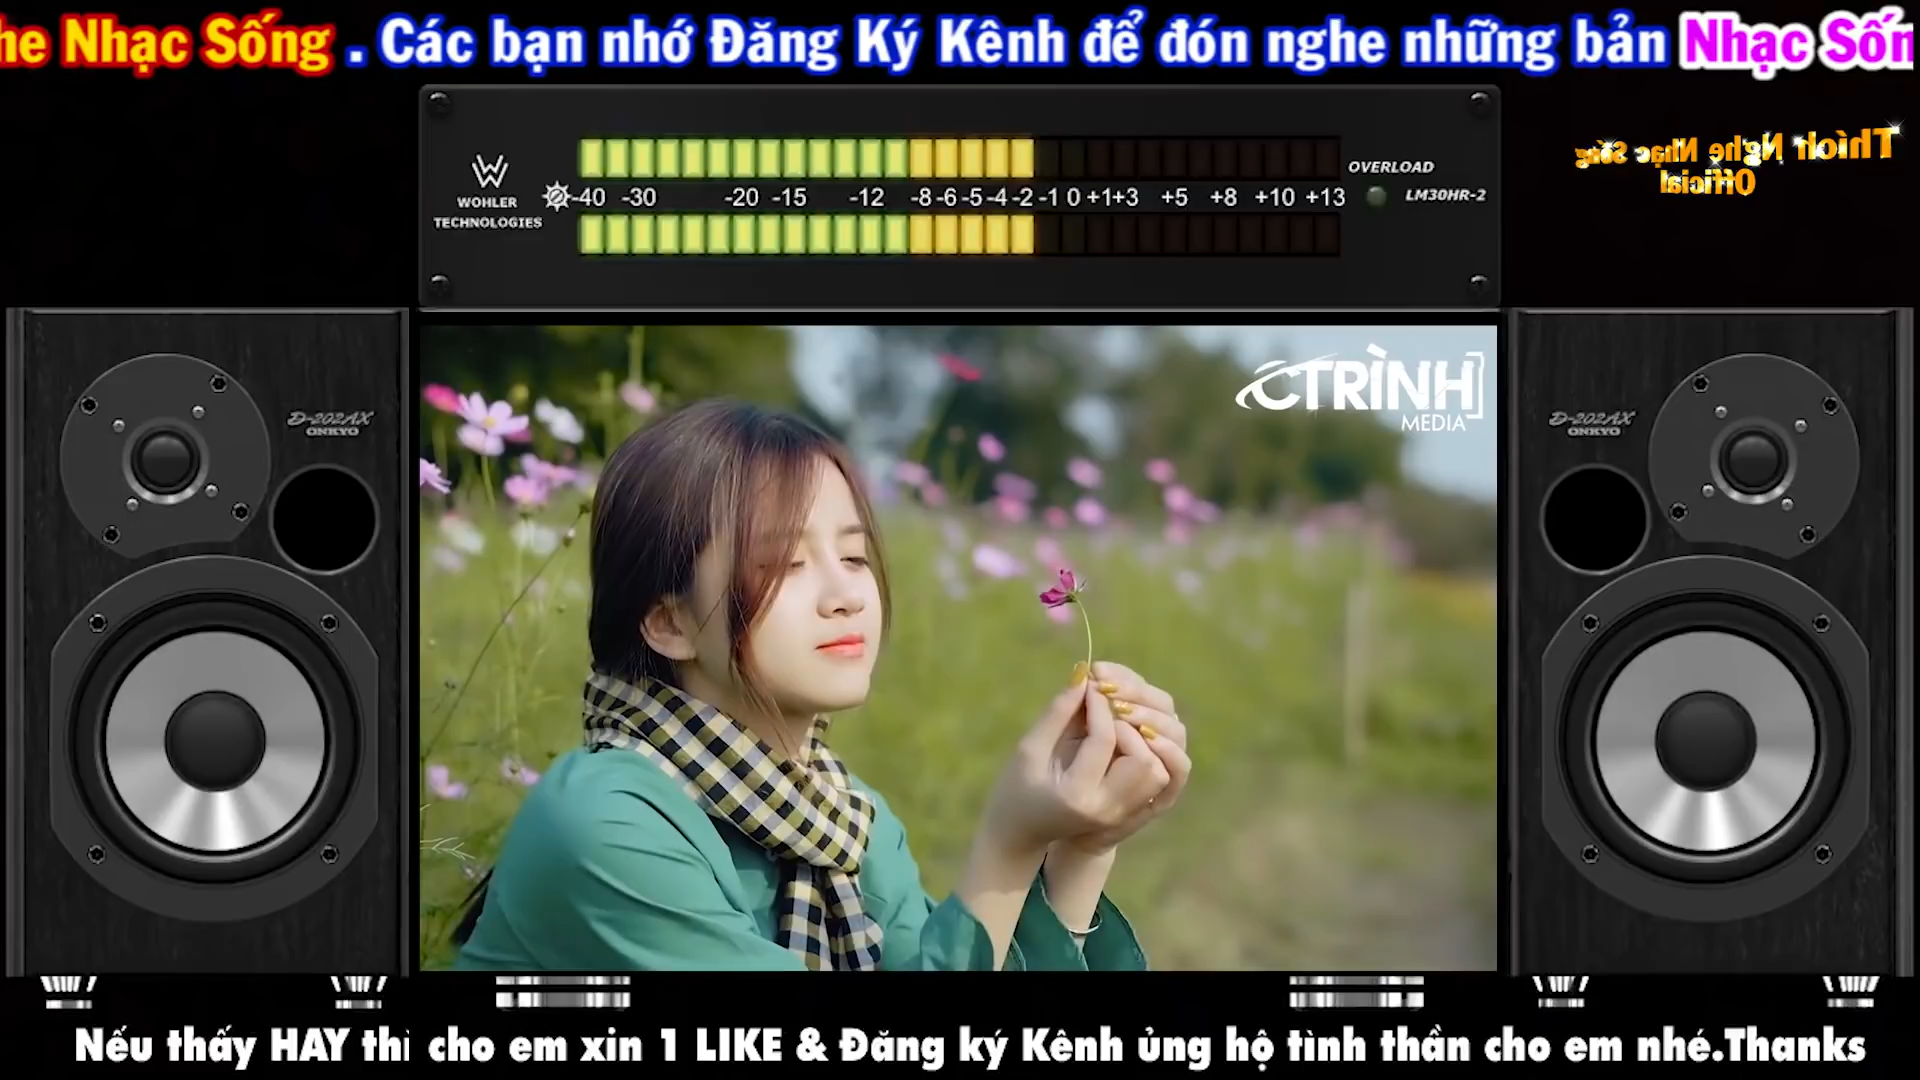 he Nhạc Sống . Các bạn nhớ Đăng Ký Kênh để đón nghe những bản Nhạc Sốn
Thích Nghe Nhạc Sống
Official
WOHLER
TECHNOLOGIES
OVERLOAD
-40 -30 -20 -15 -12 -8 -6 -5 -4 -2 -1 0 +1 +3 +5 +8 +10 +13
LM30HR-2
D-202AX
ONKYO
CTRÌNH
MEDIA
D-202AX
ONKYO
Nếu thấy HAY thì cho em xin 1 LIKE & Đăng ký Kênh ủng hộ tình thần cho em nhé.Thanks